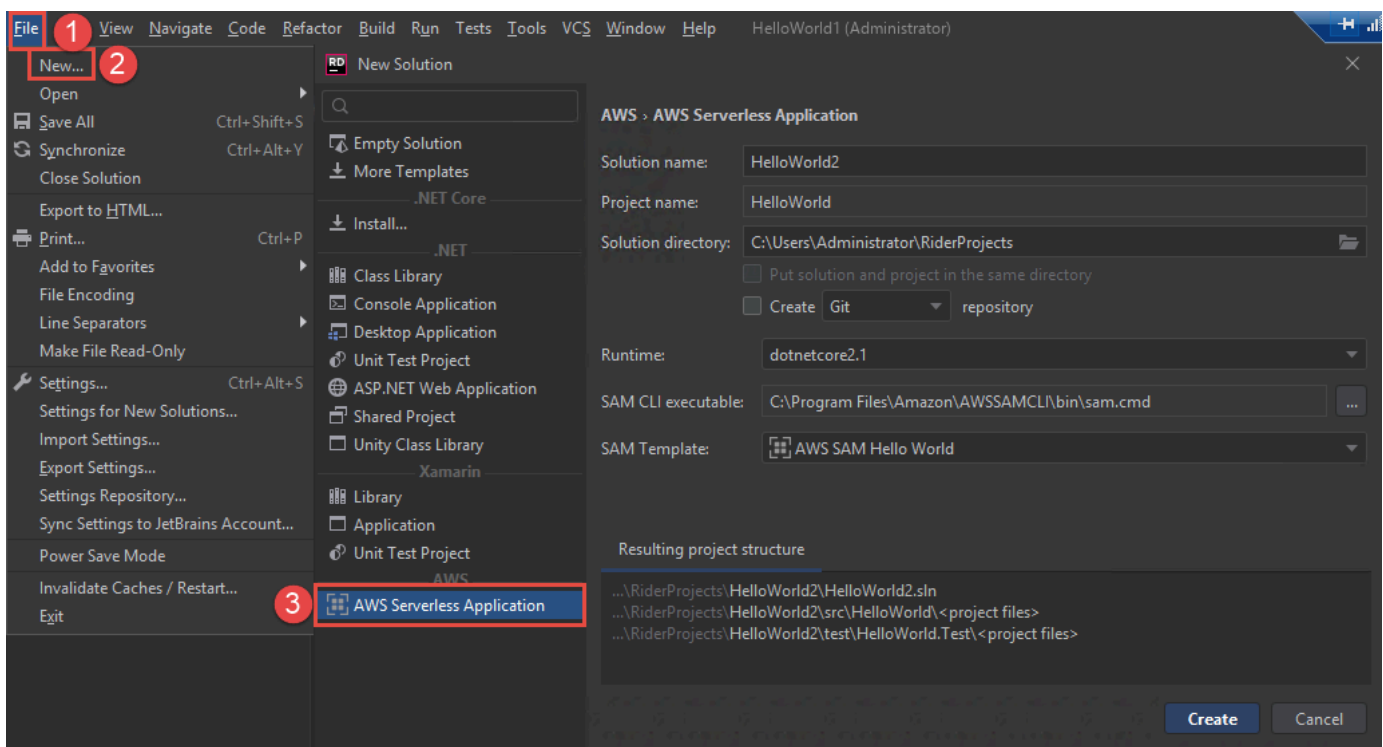 File 1 View Navigate Code Refactor Build Run Tests Tools VCS Window Help HelloWorld1 (Administrator)
New... 2
Open
Save All Ctrl+Shift+S
Synchronize Ctrl+Alt+Y
Close Solution
Export to HTML...
Print... Ctrl+P
Add to Favorites
File Encoding
Line Separators
Make File Read-Only
Settings... Ctrl+Alt+S
Settings for New Solutions...
Import Settings...
Export Settings...
Settings Repository...
Sync Settings to JetBrains Account...
Power Save Mode
Invalidate Caches / Restart...
Exit
RD New Solution
Empty Solution
More Templates
.NET Core
Install...
.NET
Class Library
Console Application
Desktop Application
Unit Test Project
ASP.NET Web Application
Shared Project
Unity Class Library
Xamarin
Library
Application
Unit Test Project
AWS
3 AWS Serverless Application
AWS › AWS Serverless Application
Solution name: HelloWorld2
Project name: HelloWorld
Solution directory: C:\Users\Administrator\RiderProjects
Put solution and project in the same directory
Create Git repository
Runtime: dotnetcore2.1
SAM CLI executable: C:\Program Files\Amazon\AWSSAMCLI\bin\sam.cmd ...
SAM Template: AWS SAM Hello World
Resulting project structure
...\RiderProjects\HelloWorld2\HelloWorld2.sln
...\RiderProjects\HelloWorld2\src\HelloWorld\<project files>
...\RiderProjects\HelloWorld2\test\HelloWorld.Test\<project files>
Create Cancel